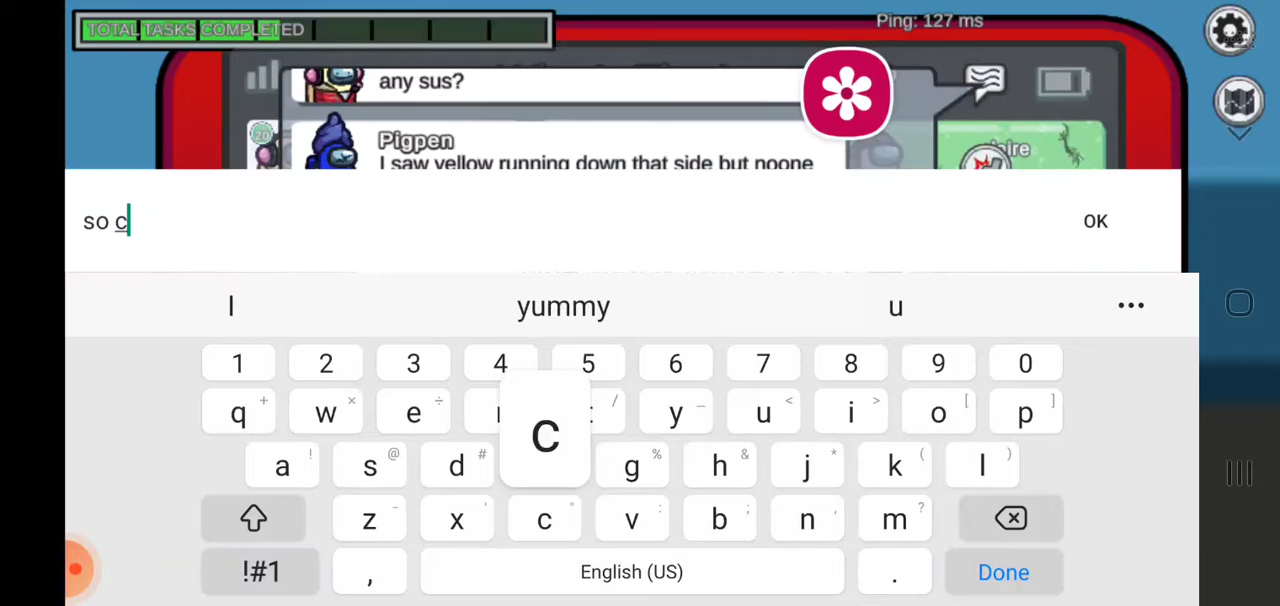 TOTAL TASKS COMPLETED
Ping: 127 ms
any sus?
Pigpen
I saw yellow running down that side but noone
20
so c
OK
I
yummy
u
•••
1 2 3 4 5 6 7 8 9 0
q + w × e ÷ / y _ u < i > o [ p ]
c
a ! s @ d # g % h & j * k ( l )
z - x ' c " v : b ; n , m ?
!#1 , English (US) . Done